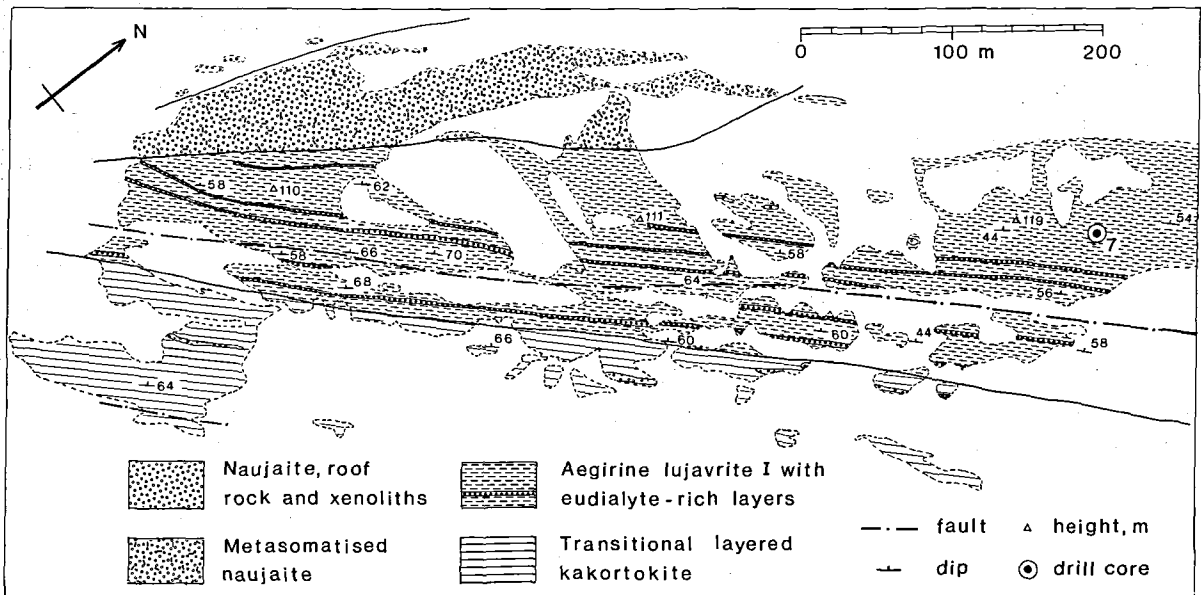 N
0 100 200
m
58
110
62
111
119
44
54
7
58
66
70
58
64
56
68
66
60
60
44
58
64
Naujaite, roof
rock and xenoliths
Metasomatised
naujaite
Aegirine lujavrite I with
eudialyte-rich layers
Transitional layered
kakortokite
fault
height, m
dip
drill core